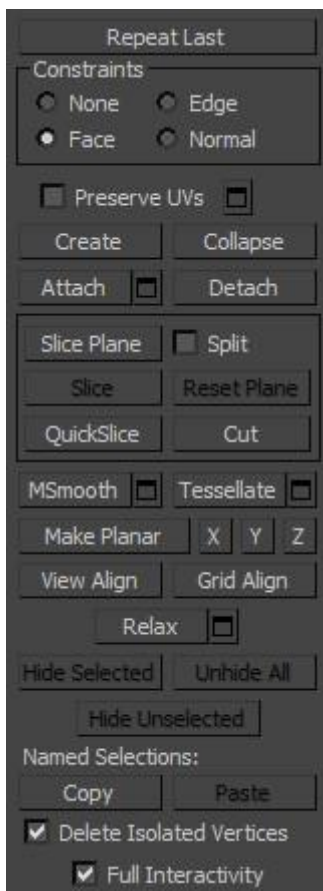 Repeat Last
Constraints
None Edge
Face Normal
Preserve UVs
Create Collapse
Attach Detach
Slice Plane Split
Slice Reset Plane
QuickSlice Cut
MSmooth Tessellate
Make Planar X Y Z
View Align Grid Align
Relax
Hide Selected Unhide All
Hide Unselected
Named Selections:
Copy Paste
Delete Isolated Vertices
Full Interactivity